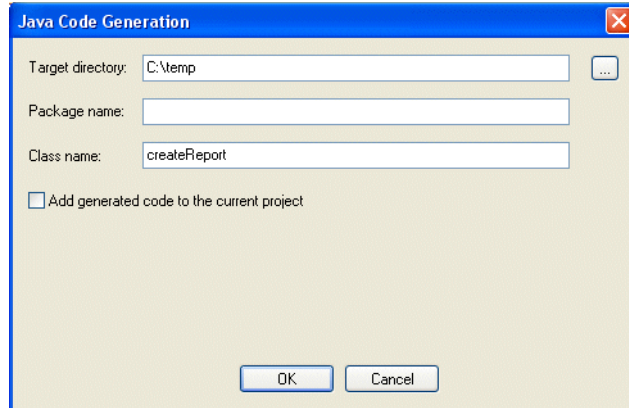 Java Code Generation
Target directory: C:\temp ...
Package name:
Class name: createReport
Add generated code to the current project
OK Cancel